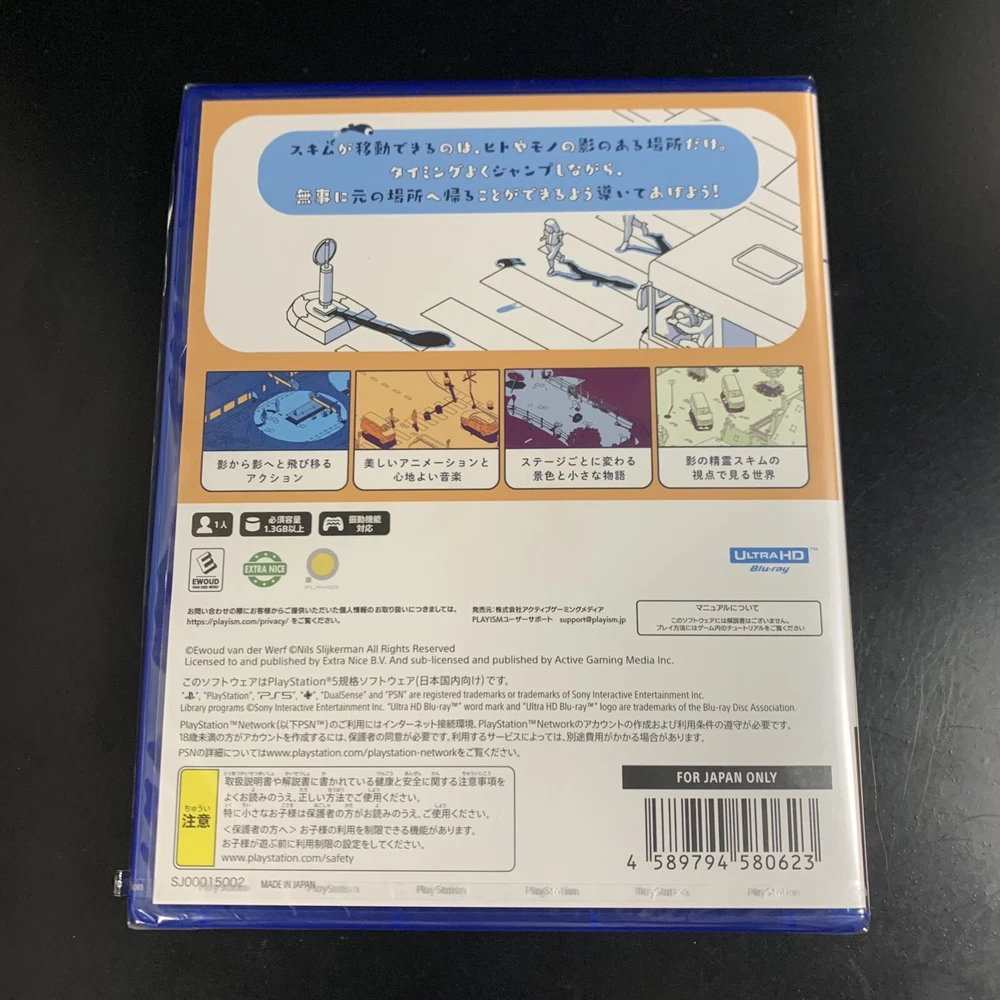 スキムが移動できるのは、ヒトやモノの影のある場所だけ。
タイミングよくジャンプしながら、
無事に元の場所へ帰ることができるよう導いてあげよう!
影から影へと飛び移る
アクション
美しいアニメーションと
心地よい音楽
ステージごとに変わる
景色と小さな物語
影の精霊スキムの
視点で見る世界
1人
必須容量
1.3GB以上
振動機能
対応
EWOUD
VAN DER WERF
EXTRA NICE
PLAYISM
ULTRA HD™
Blu-ray
お問い合わせの際にお客様からご提供いただいた個人情報のお取り扱いにつきましては、
https://playism.com/privacy/ をご覧ください。
発売元:株式会社アクティブゲーミングメディア
PLAYISMユーザーサポート support@playism.jp
マニュアルについて
このソフトウェアには解説書はございません。
プレイ方法にはゲーム内のチュートリアルをご覧ください
©Ewoud van der Werf ©Nils Slijkerman All Rights Reserved
Licensed to and published by Extra Nice B.V. And sub-licensed and published by Active Gaming Media Inc.
このソフトウェアはPlayStation®5規格ソフトウェア(日本国内向け)です。
"", "PlayStation", "PS5", "", "DualSense" and "PSN" are registered trademarks or trademarks of Sony Interactive Entertainment Inc.
Library programs ©Sony Interactive Entertainment Inc. "Ultra HD Blu-ray™" word mark and "Ultra HD Blu-ray™" logo are trademarks of the Blu-ray Disc Association.
PlayStation™Network(以下PSN™)のご利用にはインターネット接続環境、PlayStation™Networkのアカウントの作成および利用条件の遵守が必要です。
18歳未満の方がアカウントを作成するには、保護者の同意が必要です。利用するサービスによっては、別途費用がかかる場合があります。
PSNの詳細についてはwww.playstation.com/playstation-networkをご覧ください。
ちゅうい
注意
取扱説明書や解説書に書かれている健康と安全に関する注意事項を
よくお読みのうえ、正しい方法でご使用ください。
特に小さなお子様は保護者の方がお読みのうえ、ご使用ください。
<保護者の方へ> お子様の利用を制限できる機能があります。
お子様が遊ぶ前に利用制限の設定をしてください。
www.playstation.com/safety
FOR JAPAN ONLY
4 589794 580623
SJ00015002
MADE IN JAPAN
PlayStation
PlayStation
PlayStation
PlayStation